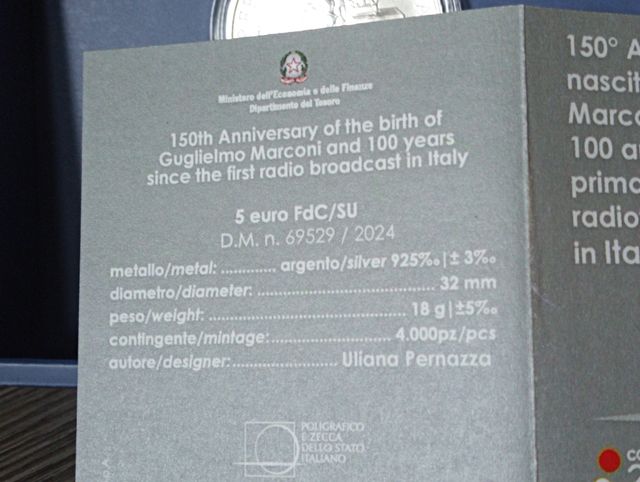 Ministero dell'Economia e delle Finanze
Dipartimento del Tesoro
150th Anniversary of the birth of
Guglielmo Marconi and 100 years
since the first radio broadcast in Italy
5 euro FdC/SU
D.M. n. 69529 / 2024
metallo/metal: ............. argento/silver 925‰|± 3‰
diametro/diameter: .......................................... 32 mm
peso/weight: ............................................... 18 g|±5‰
contingente/mintage:............................ 4.000pz/pcs
autore/designer:........................ Uliana Pernazza
POLIGRAFICO
E ZECCA
DELLO STATO
ITALIANO
150° A
nascit
Marco
100 a
prima
radio
in Ita